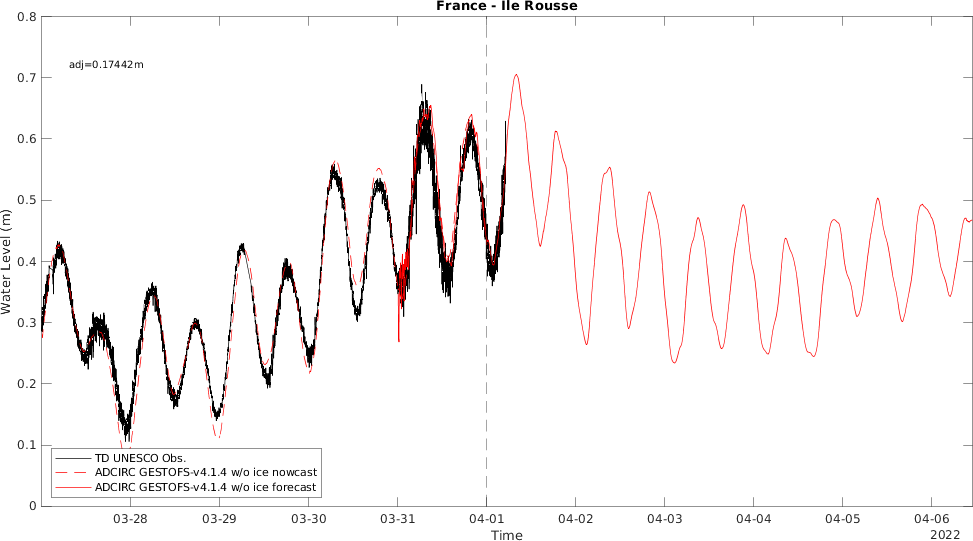 France - Ile Rousse
adj=0.17442m
Water Level (m)
0.8
0.7
0.6
0.5
0.4
0.3
0.2
0.1
0
TD UNESCO Obs.
ADCIRC GESTOFS-v4.1.4 w/o ice nowcast
ADCIRC GESTOFS-v4.1.4 w/o ice forecast
03-28 03-29 03-30 03-31 04-01 04-02 04-03 04-04 04-05 04-06
2022
Time